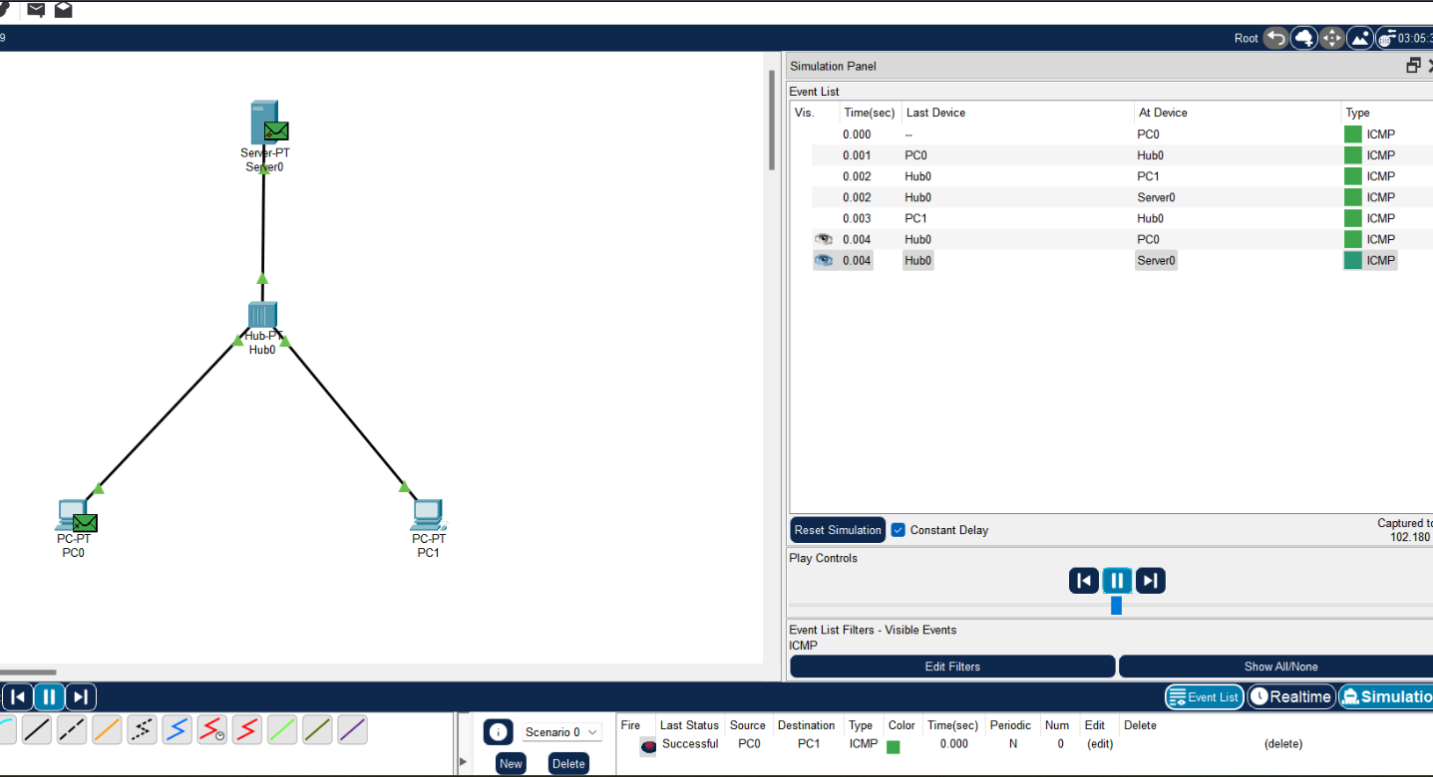 9
Root
03:05:3
Simulation Panel
Event List
Vis. Time(sec) Last Device At Device Type
0.000 -- PC0 ICMP
0.001 PC0 Hub0 ICMP
0.002 Hub0 PC1 ICMP
0.002 Hub0 Server0 ICMP
0.003 PC1 Hub0 ICMP
0.004 Hub0 PC0 ICMP
0.004 Hub0 Server0 ICMP
Server-PT
Server0
Hub-PT
Hub0
PC-PT
PC0
PC-PT
PC1
Reset Simulation Constant Delay
Captured to
102.180
Play Controls
Event List Filters - Visible Events
ICMP
Edit Filters Show All/None
Event List Realtime Simulatio
Scenario 0
New Delete
Fire Last Status Source Destination Type Color Time(sec) Periodic Num Edit Delete
Successful PC0 PC1 ICMP 0.000 N 0 (edit) (delete)